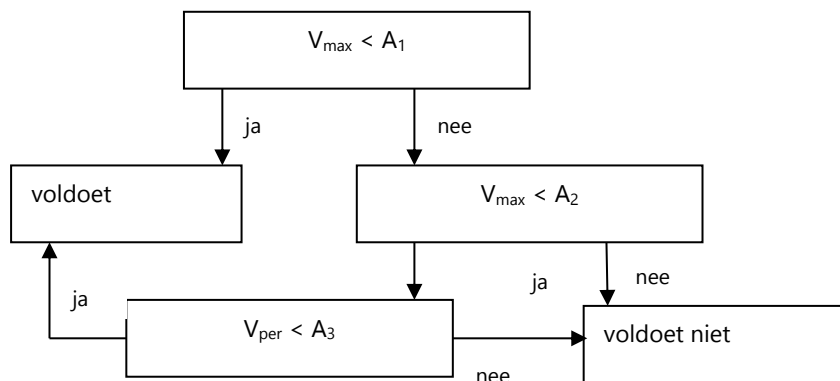 Vmax < A1
ja
nee
voldoet
Vmax < A2
ja
ja
nee
Vper < A3
voldoet niet
nee